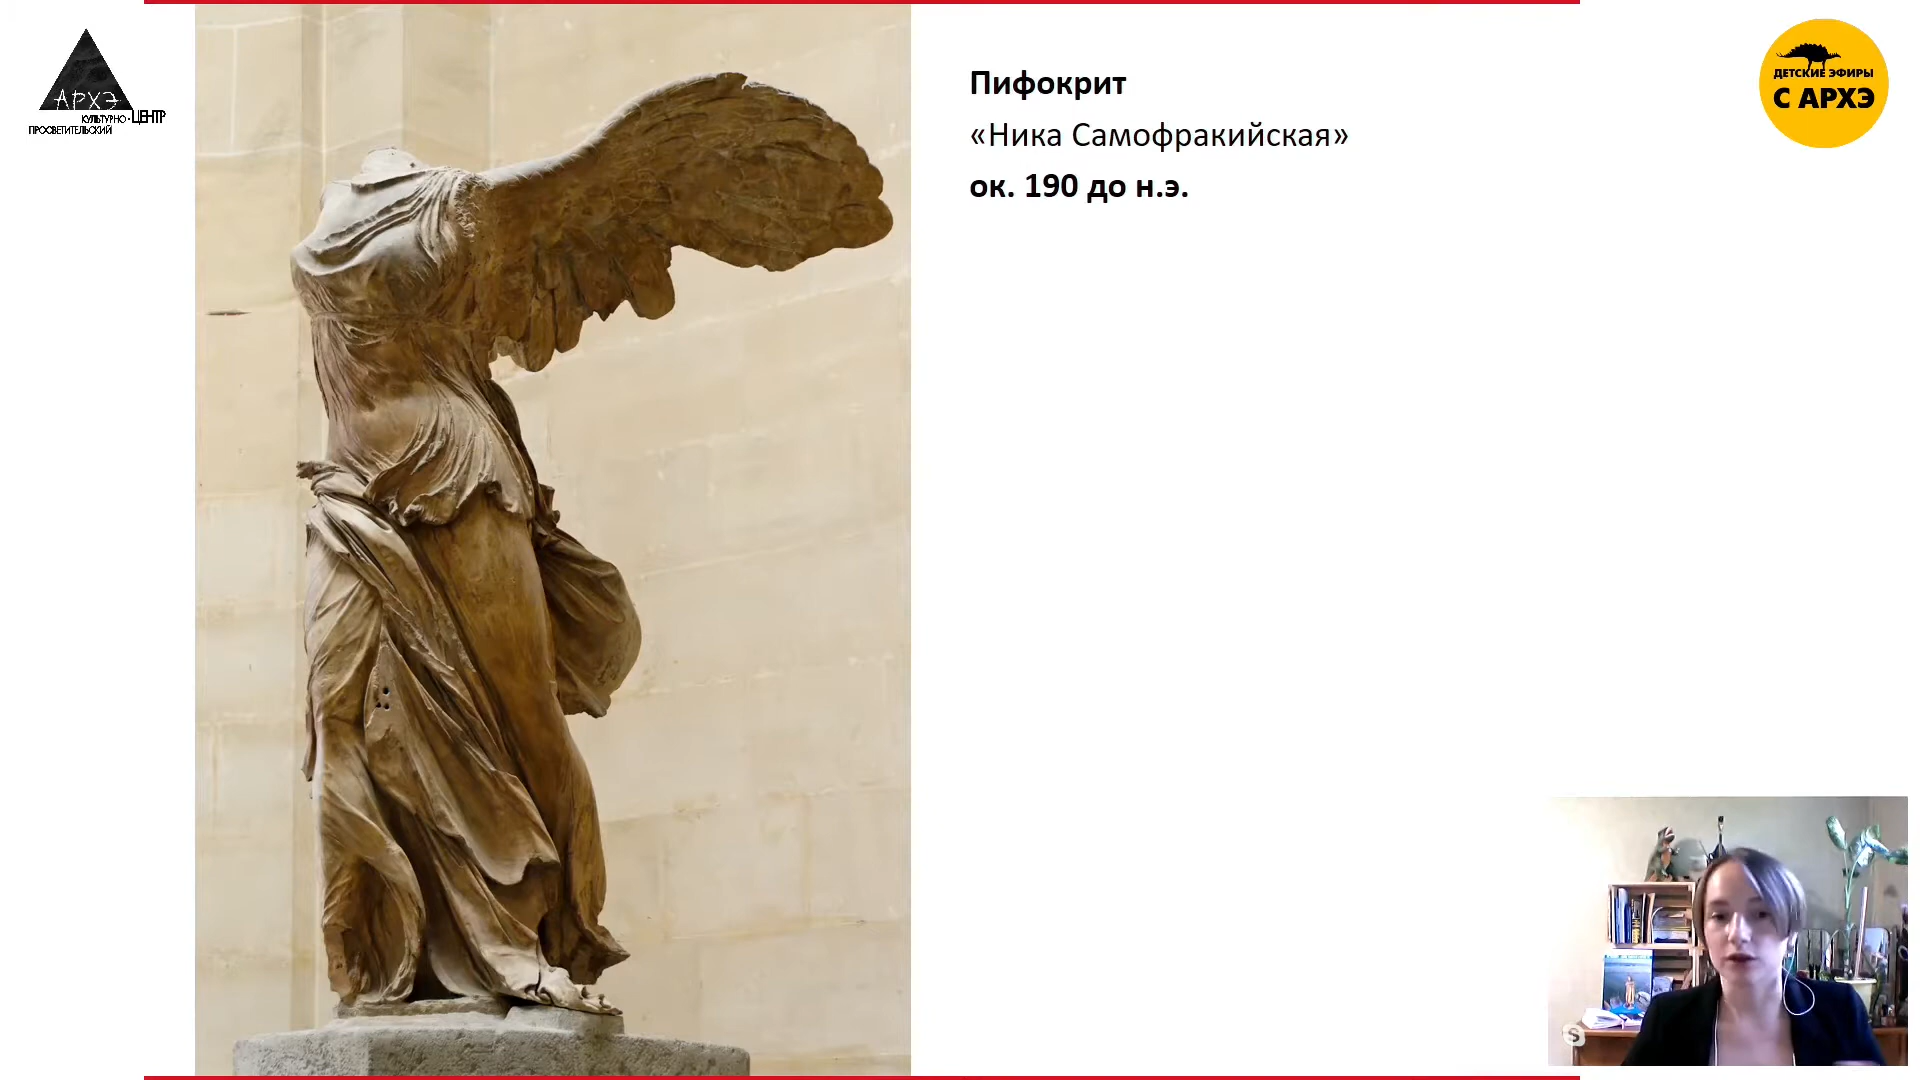 АРХЭ
КУЛЬТУРНО-ЦЕНТР
ПРОСВЕТИТЕЛЬСКИЙ
Пифокрит
«Ника Самофракийская»
ок. 190 до н.э.
ДЕТСКИЕ ЭФИРЫ
С АРХЭ
S